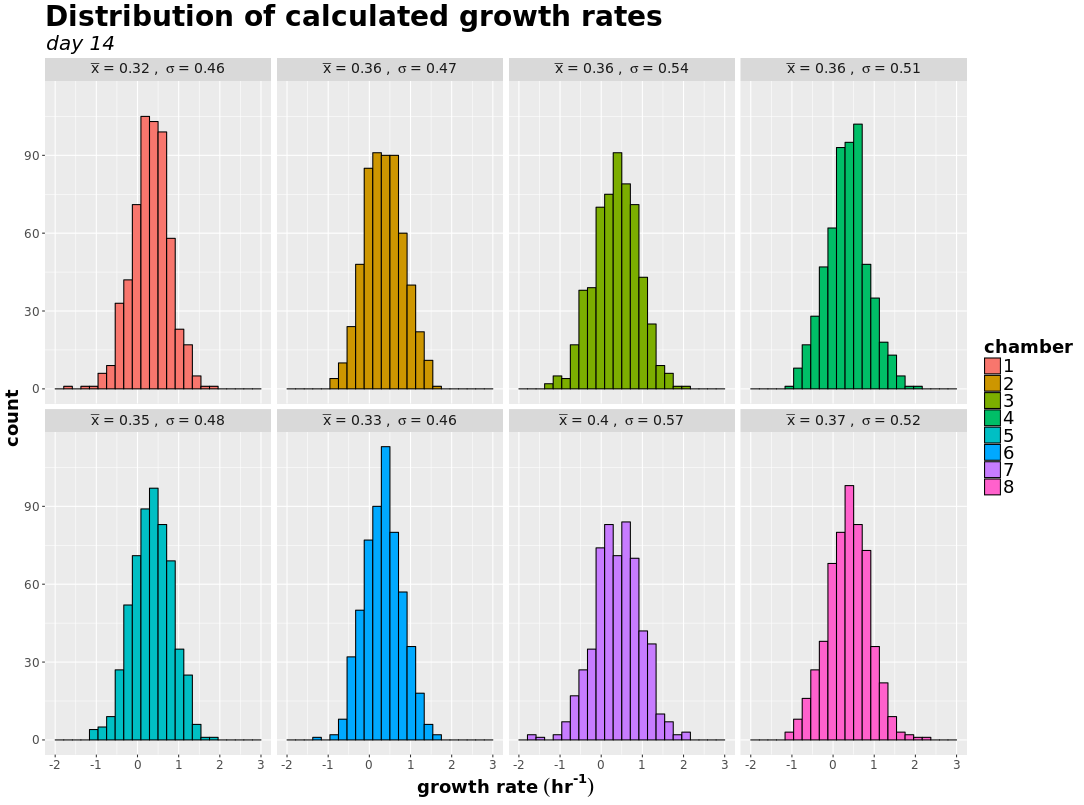 Distribution of calculated growth rates
day 14
x̅ = 0.32 , σ = 0.46
x̅ = 0.36 , σ = 0.47
x̅ = 0.36 , σ = 0.54
x̅ = 0.36 , σ = 0.51
90
60
30
0
x̅ = 0.35 , σ = 0.48
x̅ = 0.33 , σ = 0.46
x̅ = 0.4 , σ = 0.57
x̅ = 0.37 , σ = 0.52
90
60
30
0
-2 -1 0 1 2 3
-2 -1 0 1 2 3
-2 -1 0 1 2 3
-2 -1 0 1 2 3
growth rate (hr⁻¹)
count
chamber
1
2
3
4
5
6
7
8